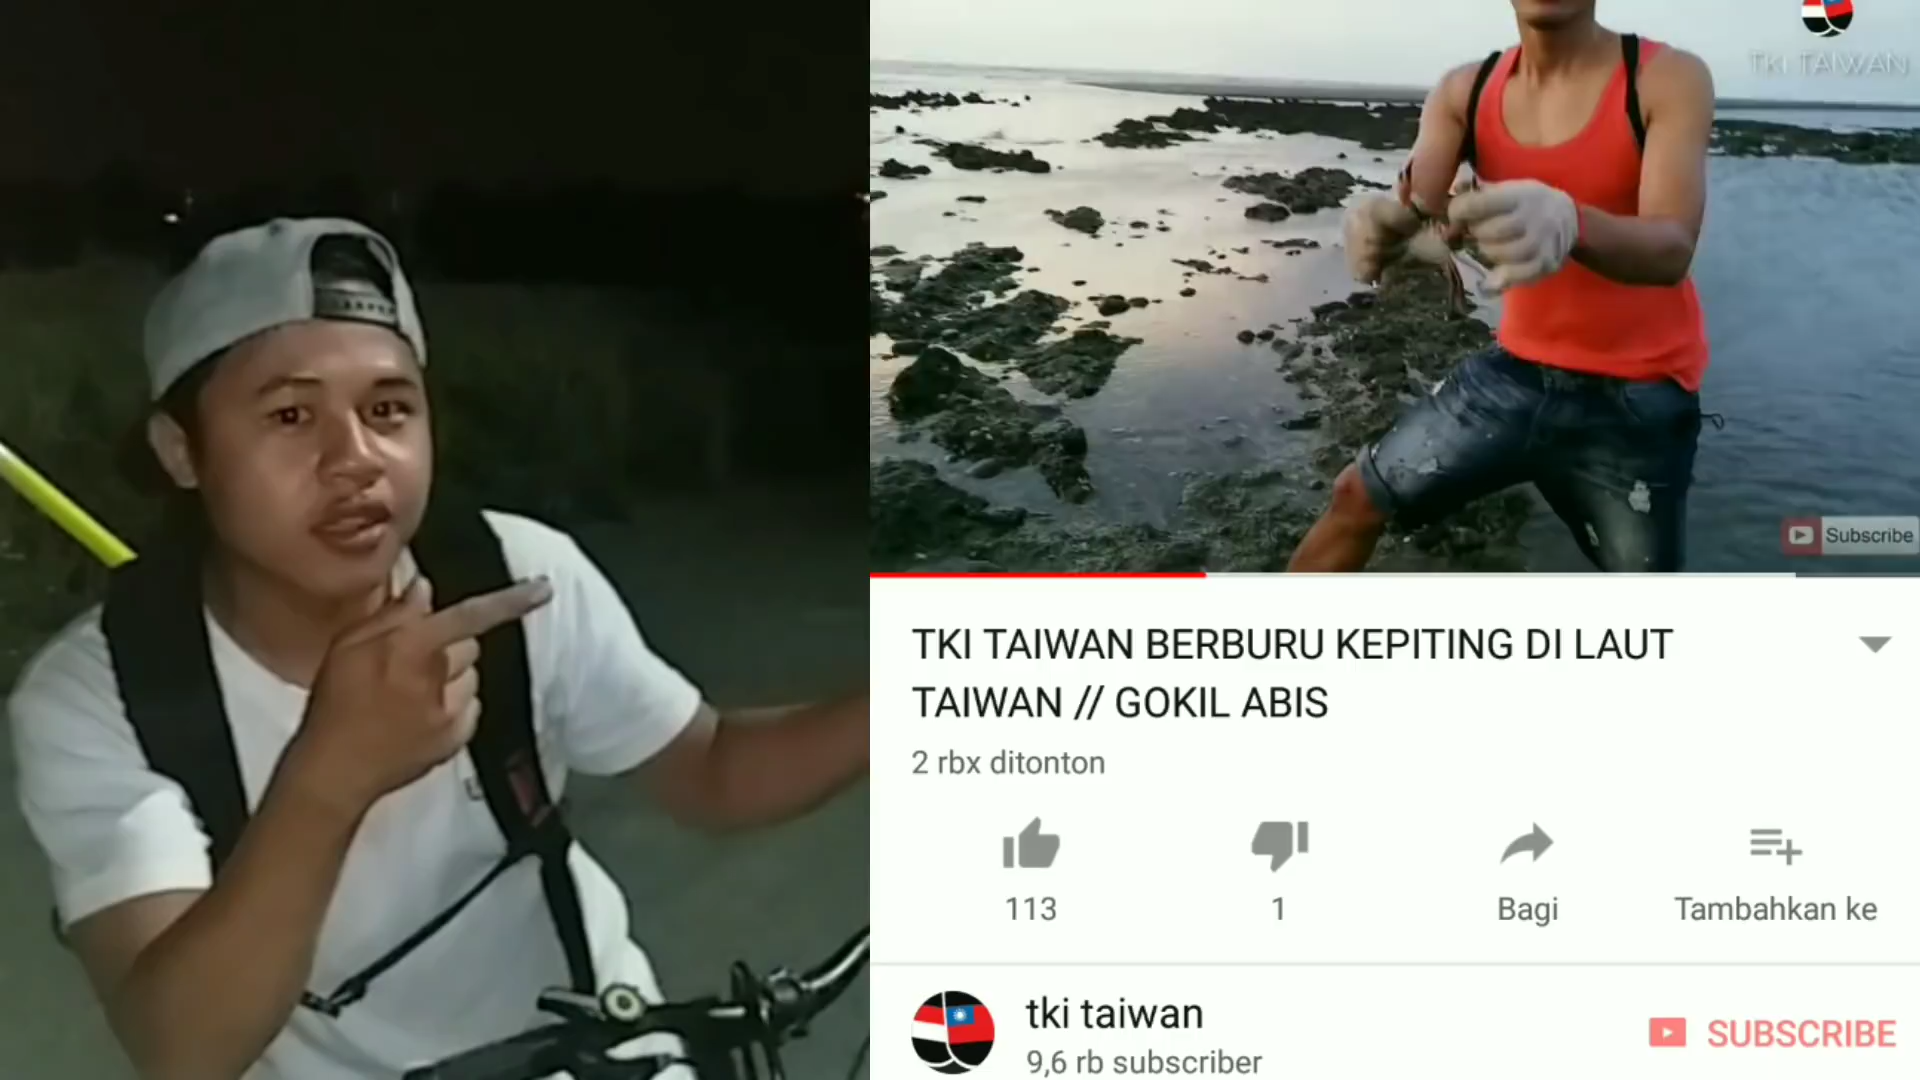 TKI TAIWAN
Subscribe
TKI TAIWAN BERBURU KEPITING DI LAUT
TAIWAN // GOKIL ABIS
2 rbx ditonton
113
1
Bagi
Tambahkan ke
tki taiwan
9,6 rb subscriber
SUBSCRIBE